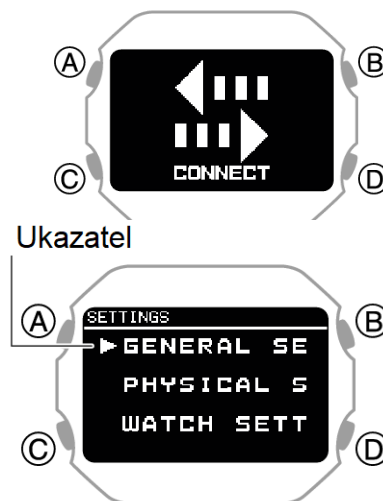 Ⓐ Ⓑ
CONNECT
Ⓒ Ⓓ
Ukazatel
SETTINGS
Ⓐ Ⓑ
►GENERAL SE
PHYSICAL S
WATCH SETT
Ⓒ Ⓓ